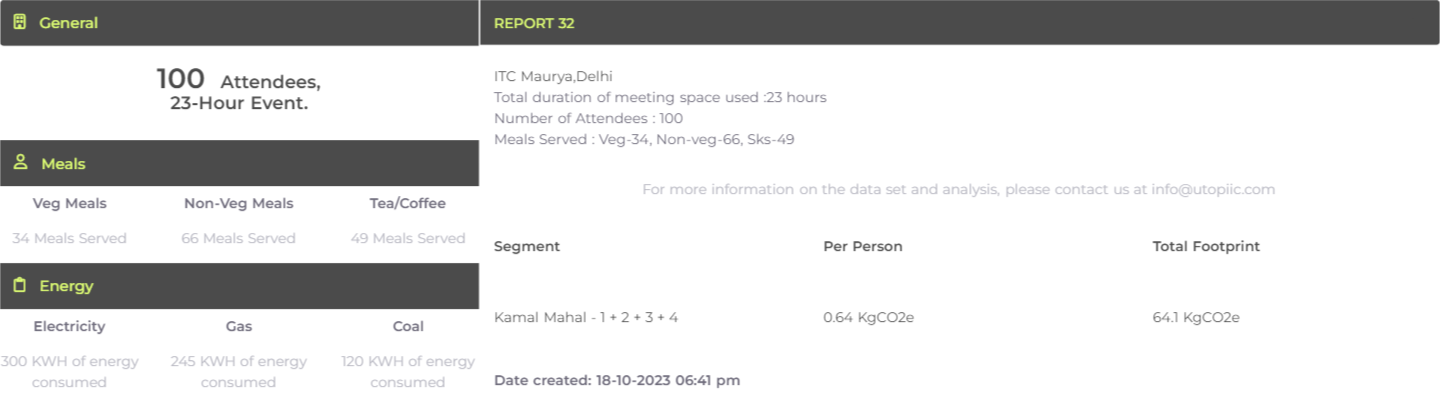 General
100 Attendees,
23-Hour Event.
Meals
Veg Meals Non-Veg Meals Tea/Coffee
34 Meals Served 66 Meals Served 49 Meals Served
Energy
Electricity Gas Coal
300 KWH of energy 245 KWH of energy 120 KWH of energy
consumed consumed consumed
REPORT 32
ITC Maurya,Delhi
Total duration of meeting space used :23 hours
Number of Attendees : 100
Meals Served : Veg-34, Non-veg-66, Sks-49
For more information on the data set and analysis, please contact us at info@utopiic.com
Segment Per Person Total Footprint
Kamal Mahal - 1 + 2 + 3 + 4 0.64 KgCO2e 64.1 KgCO2e
Date created: 18-10-2023 06:41 pm